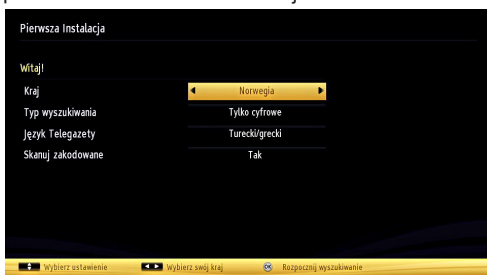 Pierwsza Instalacja
Witaj!
Kraj Norwegia
Typ wyszukiwania Tylko cyfrowe
Język Telegazety Turecki/grecki
Skanuj zakodowane Tak
Wybierz ustawienie Wybierz swój kraj OK Rozpocznij wyszukiwanie